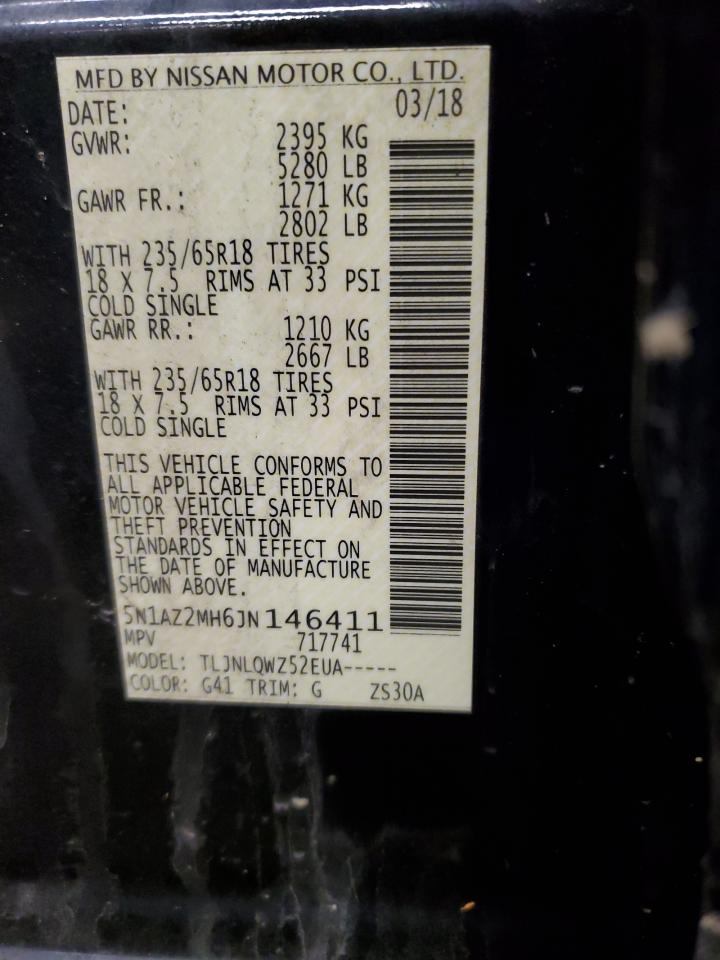 MFD BY NISSAN MOTOR CO., LTD.
DATE: 03/18
GVWR: 2395 KG
5280 LB
GAWR FR.: 1271 KG
2802 LB
WITH 235/65R18 TIRES
18 X 7.5 RIMS AT 33 PSI
COLD SINGLE
GAWR RR.: 1210 KG
2667 LB
WITH 235/65R18 TIRES
18 X 7.5 RIMS AT 33 PSI
COLD SINGLE
THIS VEHICLE CONFORMS TO
ALL APPLICABLE FEDERAL
MOTOR VEHICLE SAFETY AND
THEFT PREVENTION
STANDARDS IN EFFECT ON
THE DATE OF MANUFACTURE
SHOWN ABOVE.
5N1AZ2MH6JN146411
MPV 717741
MODEL: TLJNLQWZ52EUA-----
COLOR: G41 TRIM: G ZS30A